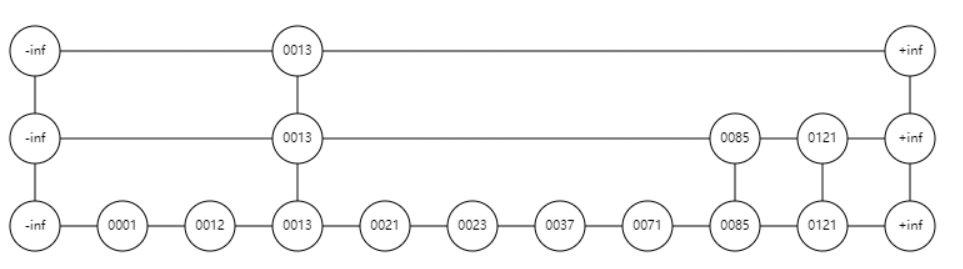 -inf 0013 +inf
-inf 0013 0085 0121 +inf
-inf 0001 0012 0013 0021 0023 0037 0071 0085 0121 +inf